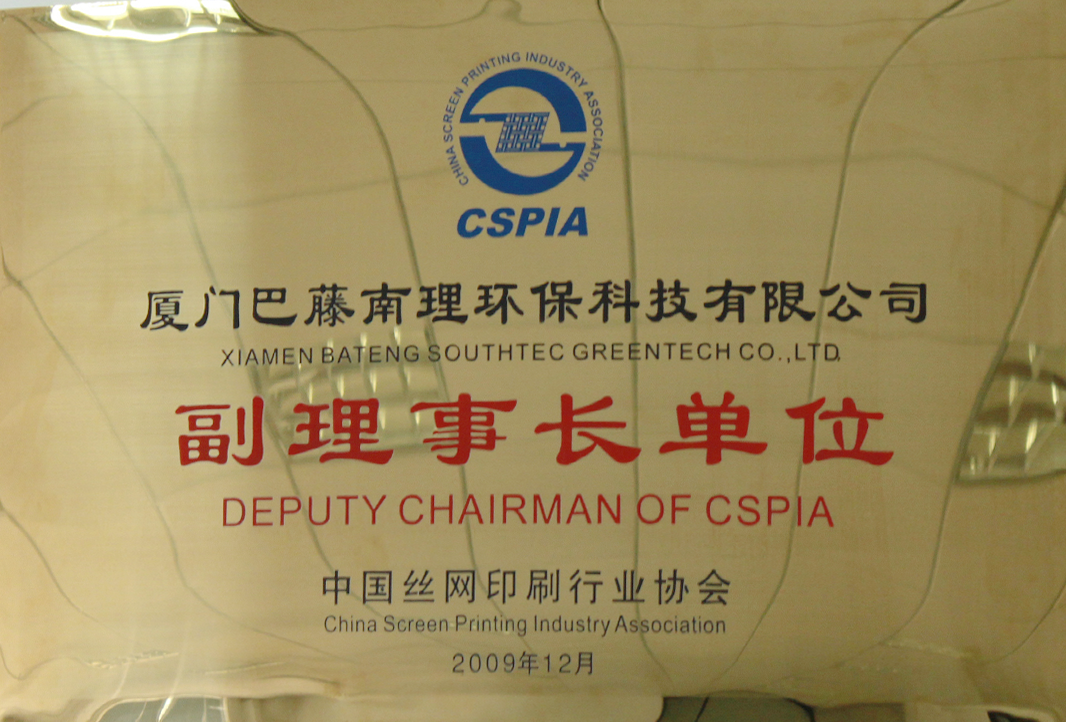 CHINA SCREEN PRINTING INDUSTRY ASSOCIATION
CSPIA
厦门巴藤南理环保科技有限公司
XIAMEN BATENG SOUTHTEC GREENTECH CO.,LTD.
副理事长单位
DEPUTY CHAIRMAN OF CSPIA
中国丝网印刷行业协会
China Screen Printing Industry Association
2009年12月